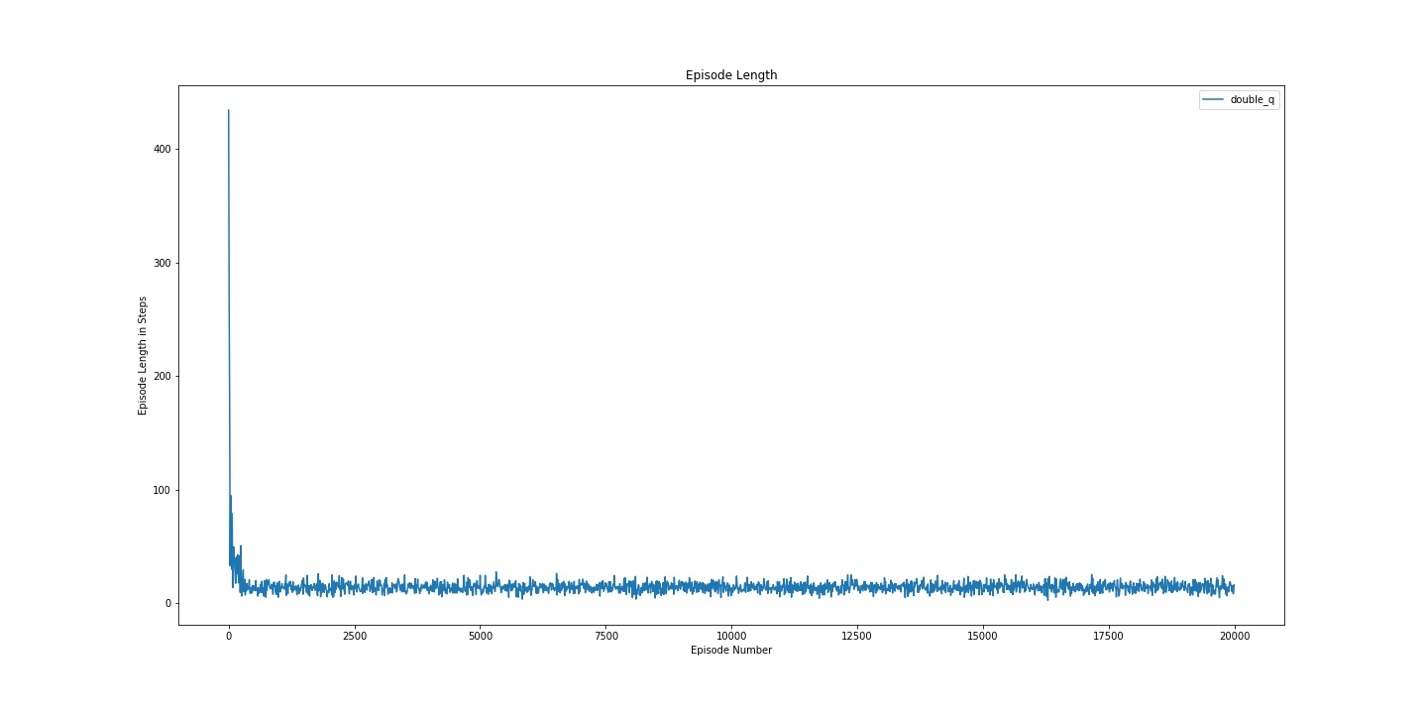 Episode Length
double_q
400
300
200
100
0
Episode Length in Steps
0 2500 5000 7500 10000 12500 15000 17500 20000
Episode Number